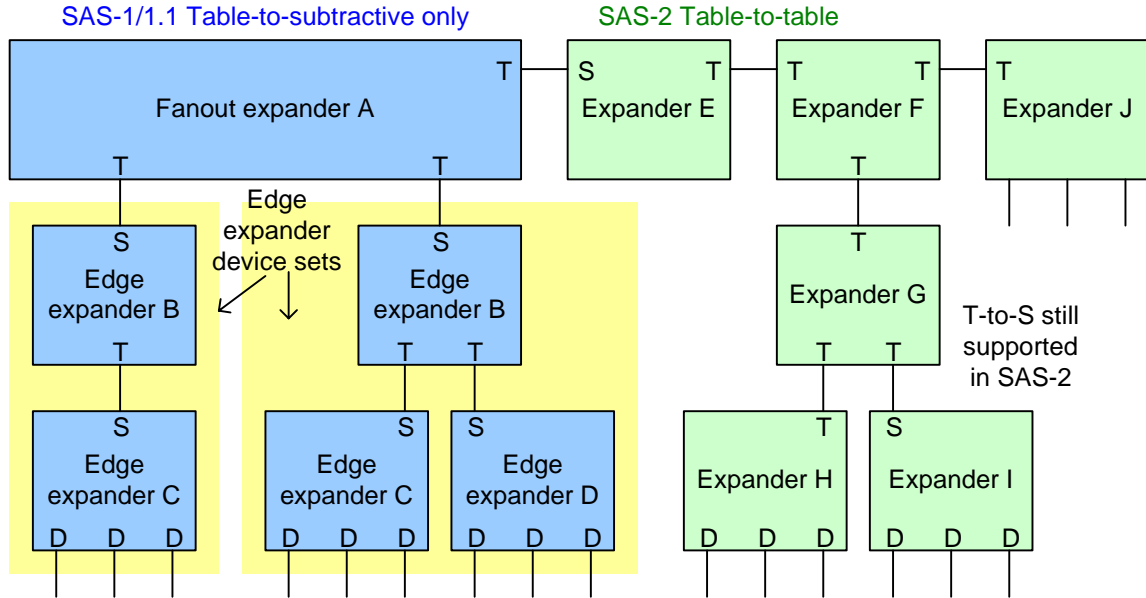 SAS-1/1.1 Table-to-subtractive only
SAS-2 Table-to-table
T
S
T
T
T
T
Fanout expander A
Expander E
Expander F
Expander J
T
T
T
Edge
expander
device sets
S
Edge
expander B
T
S
Edge
expander B
T
T
T
Expander G
T
T
T-to-S still
supported
in SAS-2
S
Edge
expander C
D
D
D
S
Edge
expander C
D
D
D
S
Edge
expander D
D
D
D
T
Expander H
D
D
D
S
Expander I
D
D
D